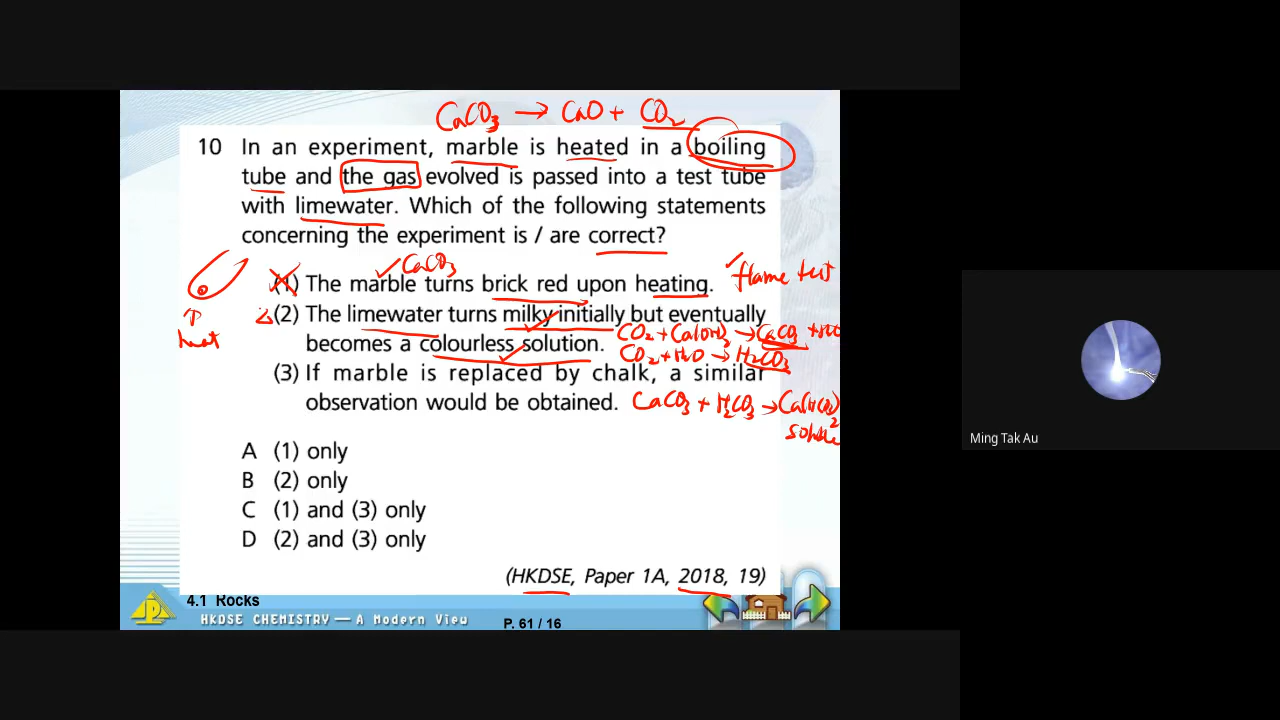 CaCO₃ → CaO + CO₂
10 In an experiment, marble is heated in a boiling
tube and the gas evolved is passed into a test tube
with limewater. Which of the following statements
concerning the experiment is / are correct?
CaCO₃
(1) The marble turns brick red upon heating.
flame test
heat
(2) The limewater turns milky initially but eventually
becomes a colourless solution.
CO₂ + H₂O → H₂CO₃
(3) If marble is replaced by chalk, a similar
observation would be obtained.
CaCO₃ + H₂CO₃ → Ca(HCO₃)₂
soluble
A (1) only
B (2) only
C (1) and (3) only
D (2) and (3) only
(HKDSE, Paper 1A, 2018, 19)
4.1 Rocks
HKDSE CHEMISTRY — A Modern View
P. 61 / 16
Ming Tak Au